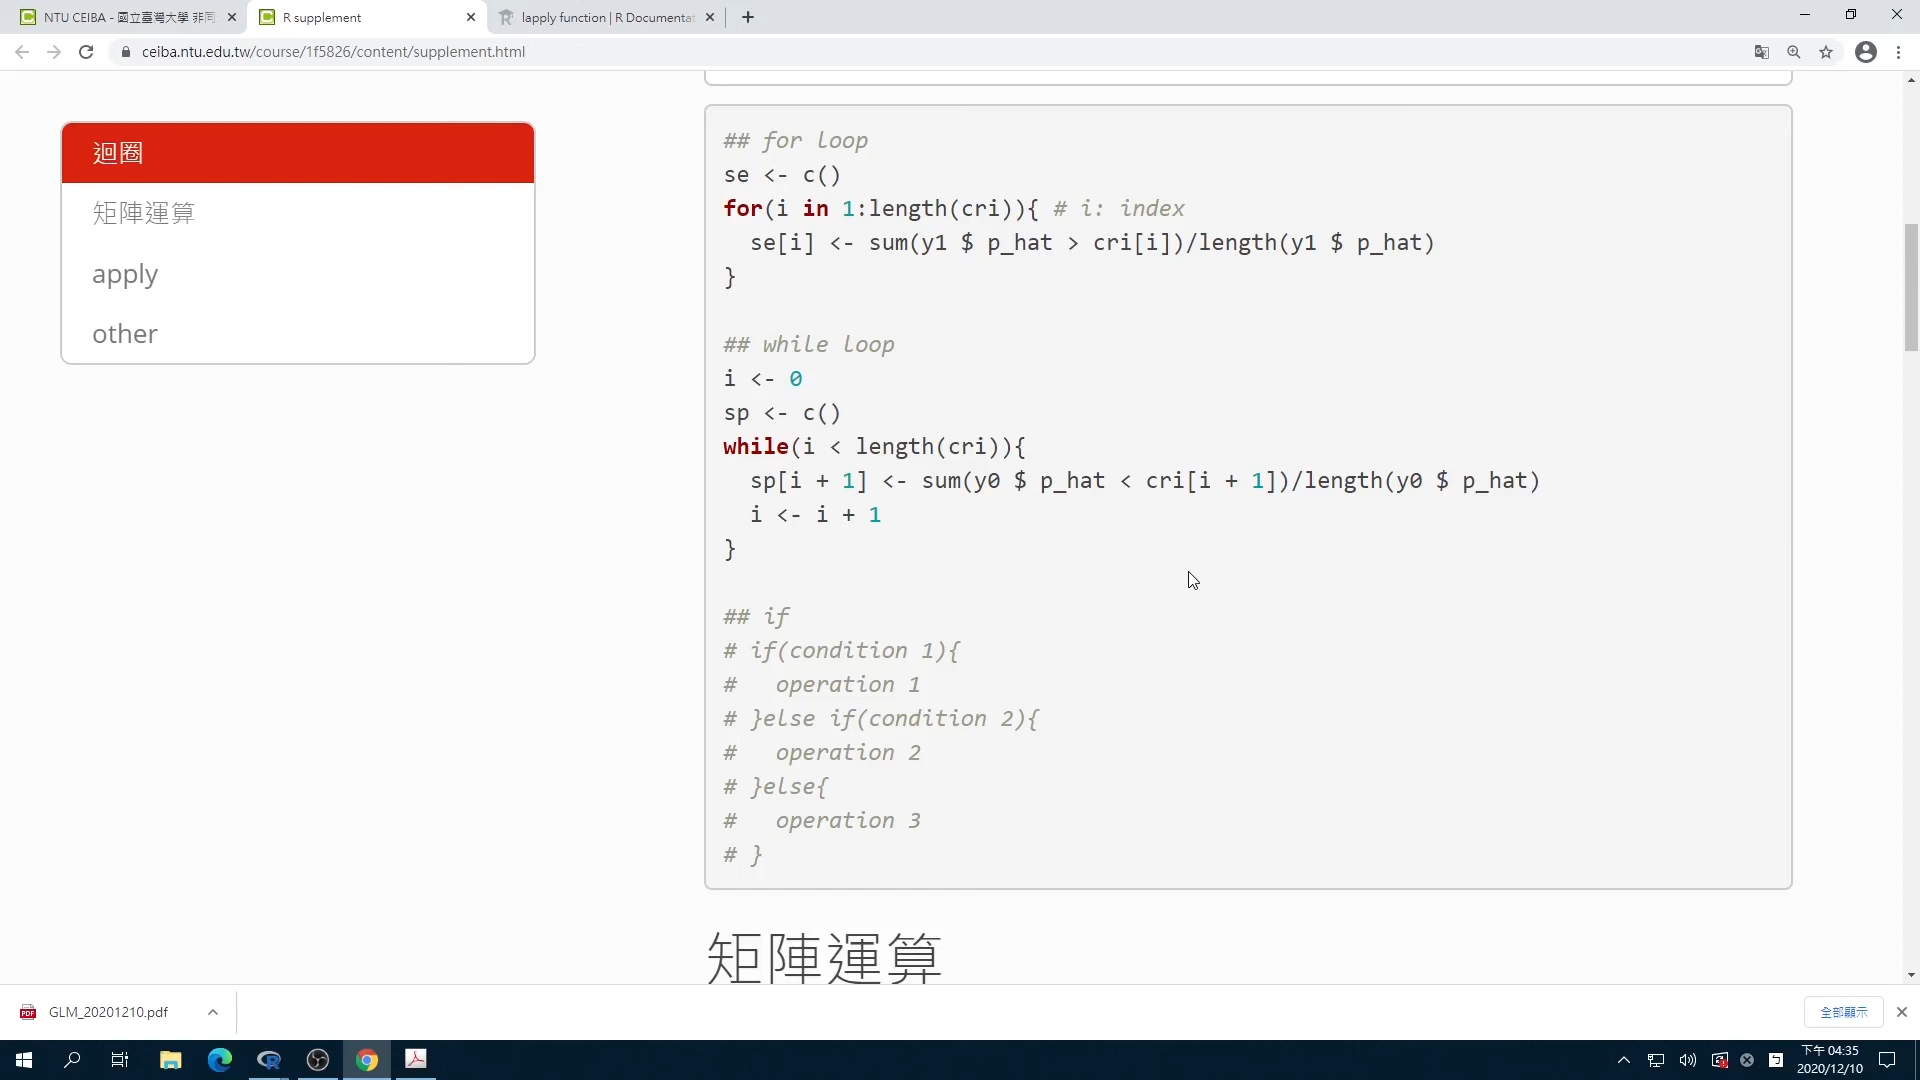 NTU CEIBA - 國立臺灣大學 非同
R supplement
lapply function | R Documentat
ceiba.ntu.edu.tw/course/1f5826/content/supplement.html
迴圈
矩陣運算
apply
other
## for loop
se <- c()
for(i in 1:length(cri)){ # i: index
  se[i] <- sum(y1 $ p_hat > cri[i])/length(y1 $ p_hat)
}
## while loop
i <- 0
sp <- c()
while(i < length(cri)){
  sp[i + 1] <- sum(y0 $ p_hat < cri[i + 1])/length(y0 $ p_hat)
  i <- i + 1
}
## if
# if(condition 1){
#   operation 1
# }else if(condition 2){
#   operation 2
# }else{
#   operation 3
# }
矩陣運算
GLM_20201210.pdf
全部顯示
下午 04:35
2020/12/10